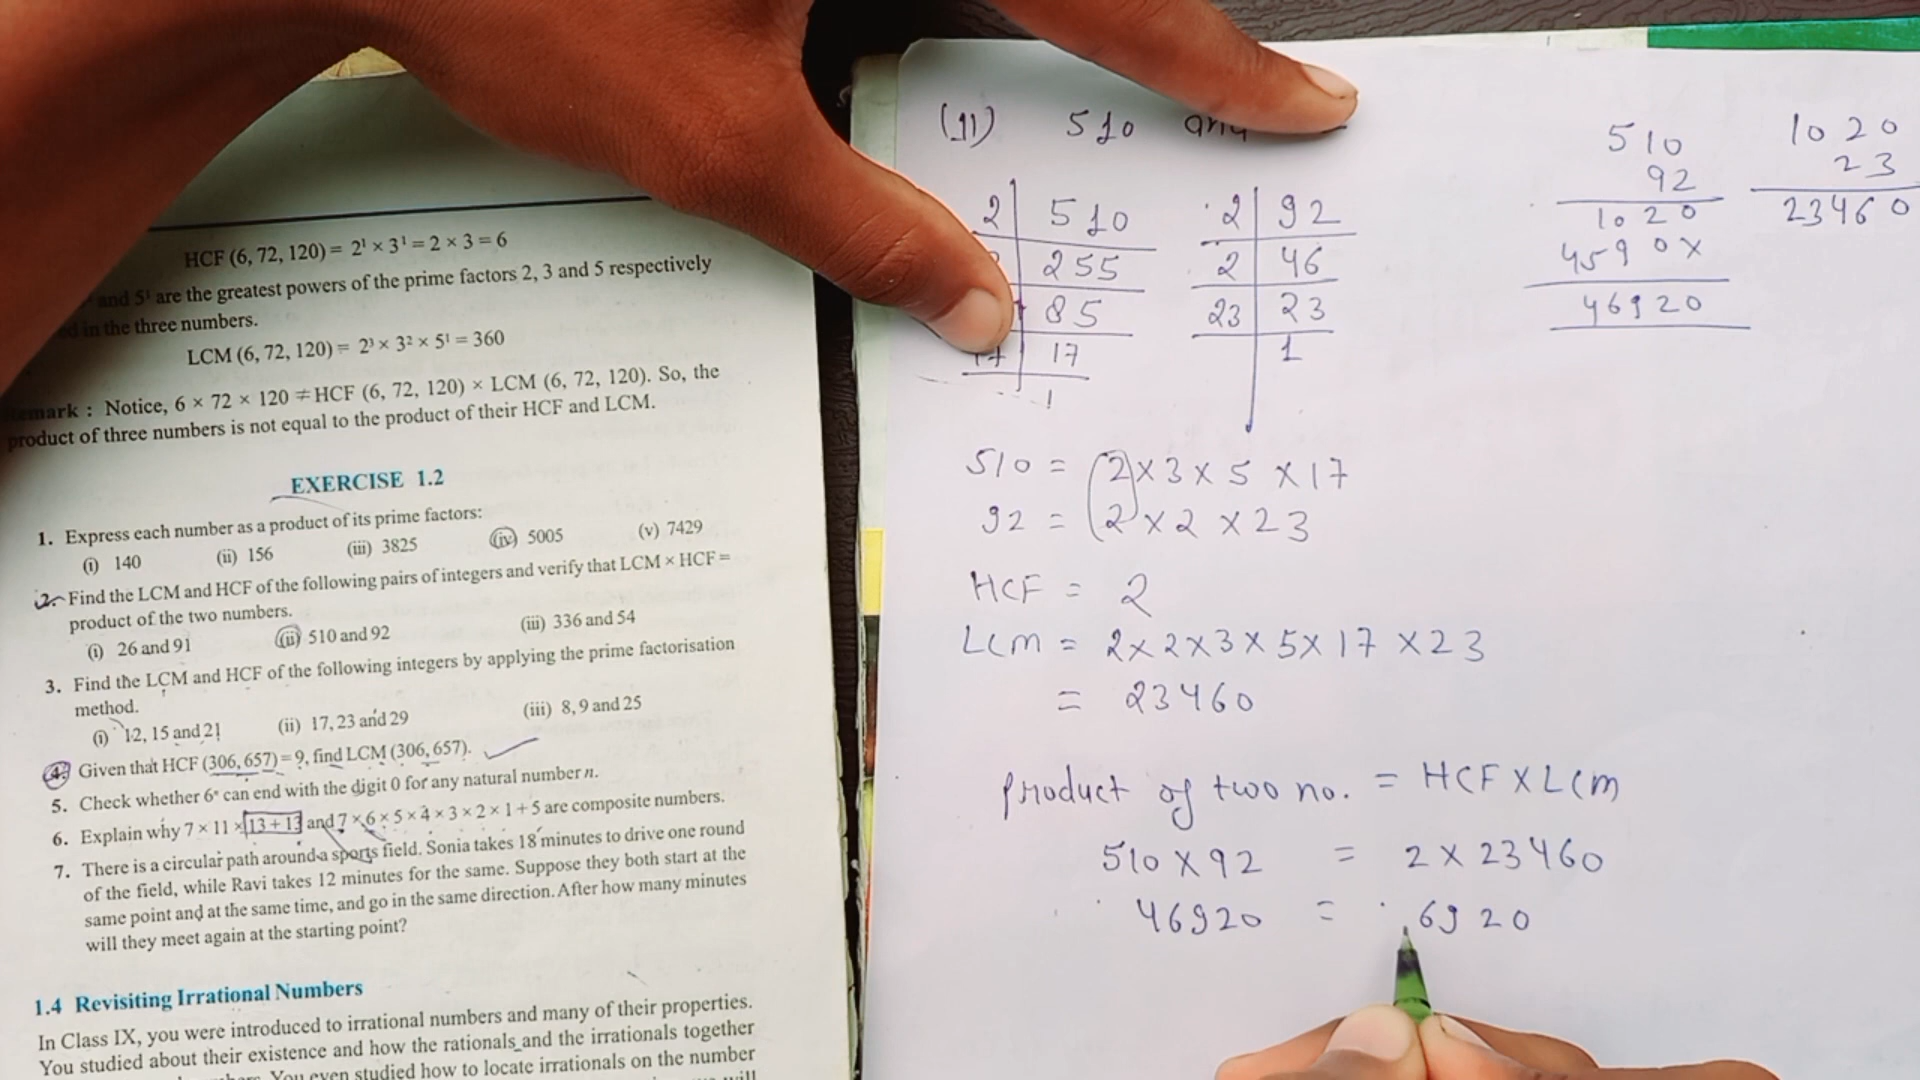 HCF (6, 72, 120) = 2¹ × 3¹ = 2 × 3 = 6
and 5¹ are the greatest powers of the prime factors 2, 3 and 5 respectively
in the three numbers.
LCM (6, 72, 120) = 2³ × 3² × 5¹ = 360
Notice, 6 × 72 × 120 ≠ HCF (6, 72, 120) × LCM (6, 72, 120). So, the
product of three numbers is not equal to the product of their HCF and LCM.
EXERCISE 1.2
1. Express each number as a product of its prime factors:
(i) 140 (ii) 156 (iii) 3825 (iv) 5005 (v) 7429
2. Find the LCM and HCF of the following pairs of integers and verify that LCM × HCF =
product of the two numbers.
(i) 26 and 91 (ii) 510 and 92 (iii) 336 and 54
3. Find the LCM and HCF of the following integers by applying the prime factorisation
method.
(i) 12, 15 and 21 (ii) 17, 23 and 29 (iii) 8, 9 and 25
4. Given that HCF (306, 657) = 9, find LCM (306, 657).
5. Check whether 6ⁿ can end with the digit 0 for any natural number n.
6. Explain why 7 × 11 × 13 + 13 and 7 × 6 × 5 × 4 × 3 × 2 × 1 + 5 are composite numbers.
7. There is a circular path around a sports field. Sonia takes 18 minutes to drive one round
of the field, while Ravi takes 12 minutes for the same. Suppose they both start at the
same point and at the same time, and go in the same direction. After how many minutes
will they meet again at the starting point?
1.4 Revisiting Irrational Numbers
In Class IX, you were introduced to irrational numbers and many of their properties.
You studied about their existence and how the rationals and the irrationals together
You even studied how to locate irrationals on the number
will
(11) 510 and
2 510
255
85
17 17
1
2 92
2 46
23 23
1
510
92
1020
4590x
46920
1020
23
23460
510 = 2 × 3 × 5 × 17
92 = 2 × 2 × 23
HCF = 2
LCM = 2 × 2 × 3 × 5 × 17 × 23
= 23460
product of two no. = HCF × LCM
510 × 92 = 2 × 23460
46920 = 6920